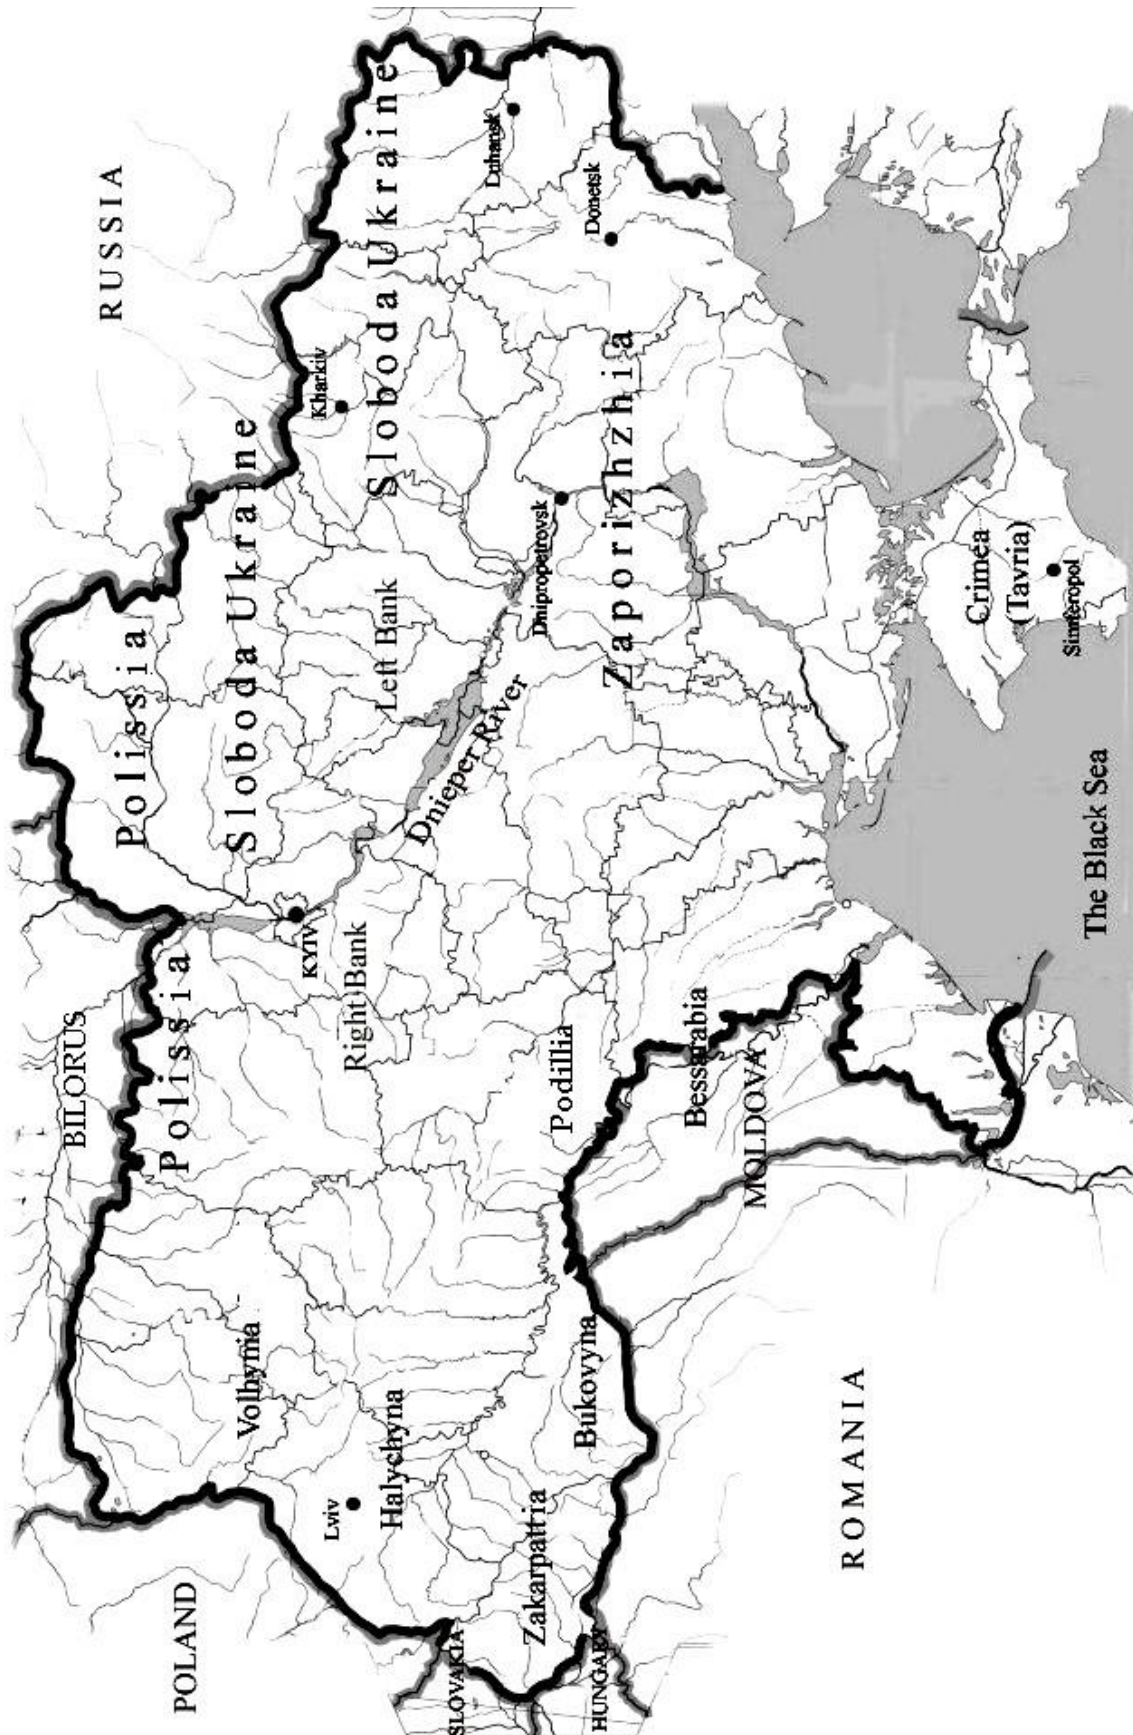 RUSSIA
BILORUS
POLAND
Polissia
Polissia
Sloboda Ukraine
Sloboda Ukraine
Volhynia
KYIV
Kharkiv
Lviv
Right Bank
Left Bank
Halychyna
Luhansk
Dnieper River
SLOVAKIA
Zakarpattia
Podillia
Dnipropetrovsk
Donetsk
HUNGARY
Bukovyna
Zaporizhzhia
Bessarabia
MOLDOVA
ROMANIA
Crimea
(Tavria)
Simferopol
The Black Sea